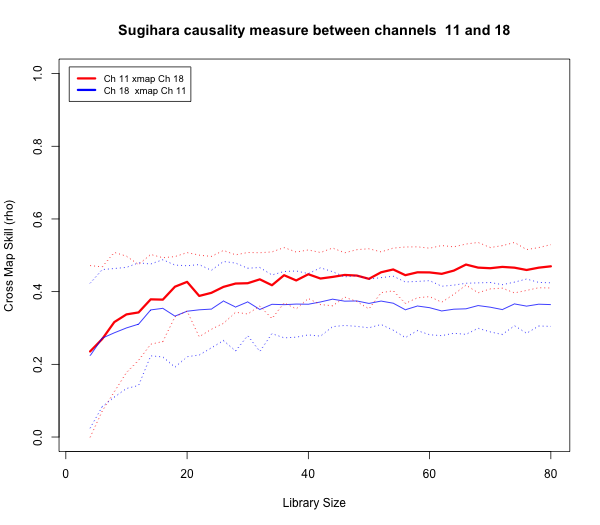 Sugihara causality measure between channels  11 and 18
Ch 11 xmap Ch 18
Ch 18  xmap Ch 11
Cross Map Skill (rho)
1.0
0.8
0.6
0.4
0.2
0.0
0 20 40 60 80
Library Size